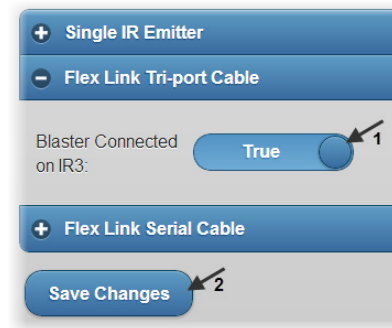 Single IR Emitter
Flex Link Tri-port Cable
Blaster Connected
on IR3:
True
1
Flex Link Serial Cable
Save Changes
2